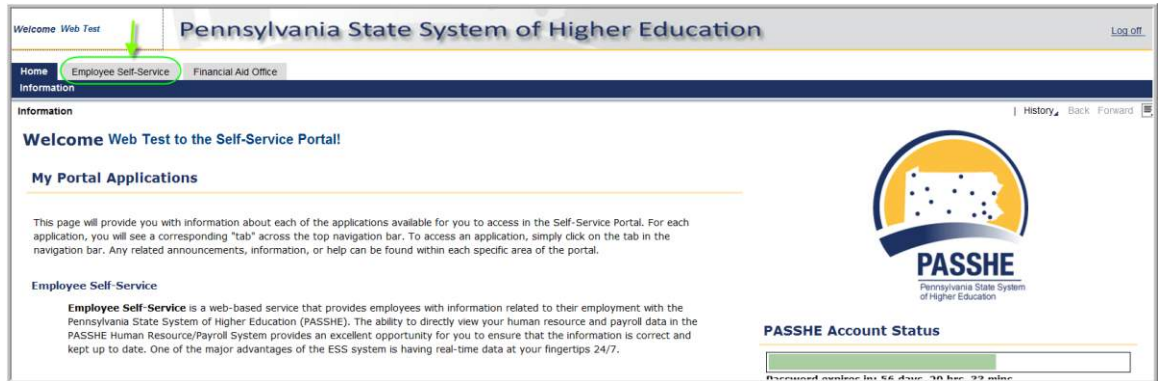 Welcome Web Test
Pennsylvania State System of Higher Education
Log off
Home Employee Self-Service Financial Aid Office
Information
Information
| History Back Forward
Welcome Web Test to the Self-Service Portal!
My Portal Applications
This page will provide you with information about each of the applications available for you to access in the Self-Service Portal. For each
application, you will see a corresponding "tab" across the top navigation bar. To access an application, simply click on the tab in the
navigation bar. Any related announcements, information, or help can be found within each specific area of the portal.
Employee Self-Service
Employee Self-Service is a web-based service that provides employees with information related to their employment with the
Pennsylvania State System of Higher Education (PASSHE). The ability to directly view your human resource and payroll data in the
PASSHE Human Resource/Payroll System provides an excellent opportunity for you to ensure that the information is correct and
kept up to date. One of the major advantages of the ESS system is having real-time data at your fingertips 24/7.
PASSHE
Pennsylvania State System
of Higher Education
PASSHE Account Status
Password expires in: 56 days, 20 hrs, 22 mins